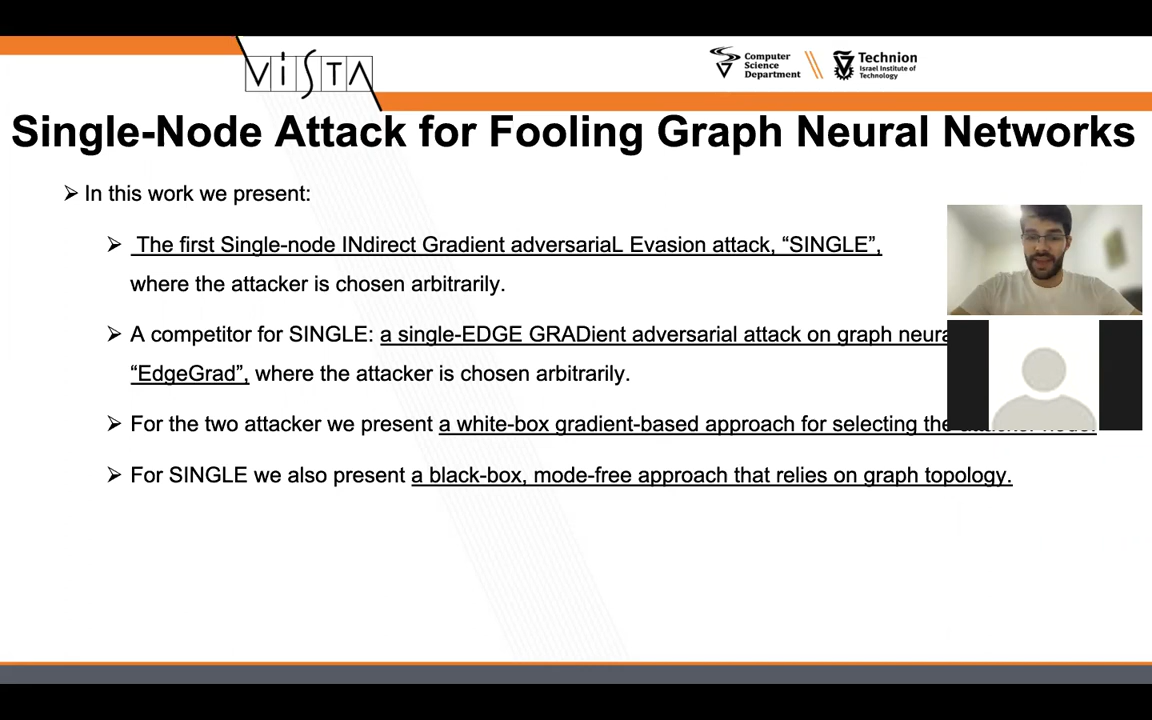 VISTA
Computer
Science
Department
Technion
Israel Institute of
Technology
Single-Node Attack for Fooling Graph Neural Networks
In this work we present:
The first Single-node INdirect Gradient adversariaL Evasion attack, “SINGLE”,
where the attacker is chosen arbitrarily.
A competitor for SINGLE: a single-EDGE GRADient adversarial attack on graph
“EdgeGrad”, where the attacker is chosen arbitrarily.
For the two attacker we present a white-box gradient-based approach for selecting the
For SINGLE we also present a black-box, mode-free approach that relies on graph topology.